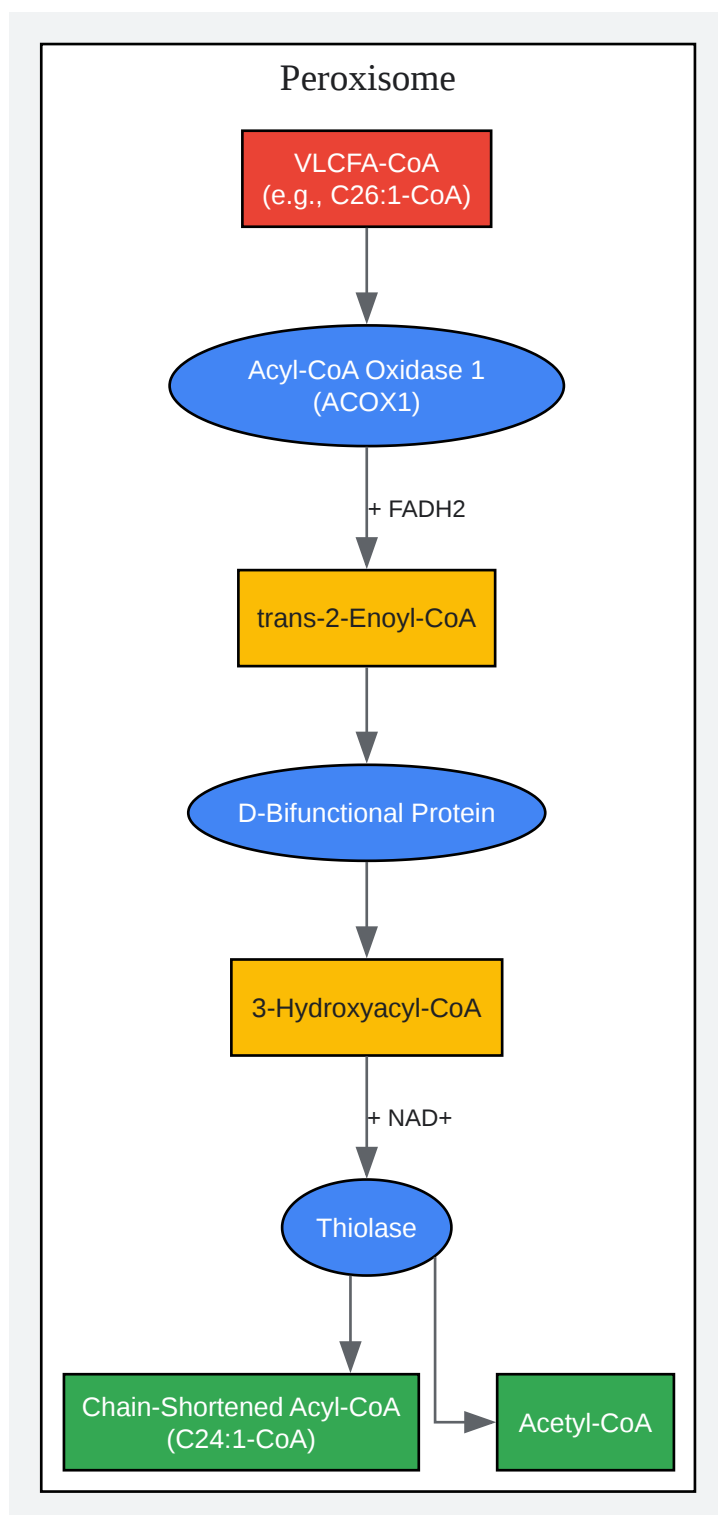 Peroxisome
VLCFA-CoA
(e.g., C26:1-CoA)
Acyl-CoA Oxidase 1
(ACOX1)
+ FADH2
trans-2-Enoyl-CoA
D-Bifunctional Protein
3-Hydroxyacyl-CoA
+ NAD+
Thiolase
Chain-Shortened Acyl-CoA
(C24:1-CoA)
Acetyl-CoA